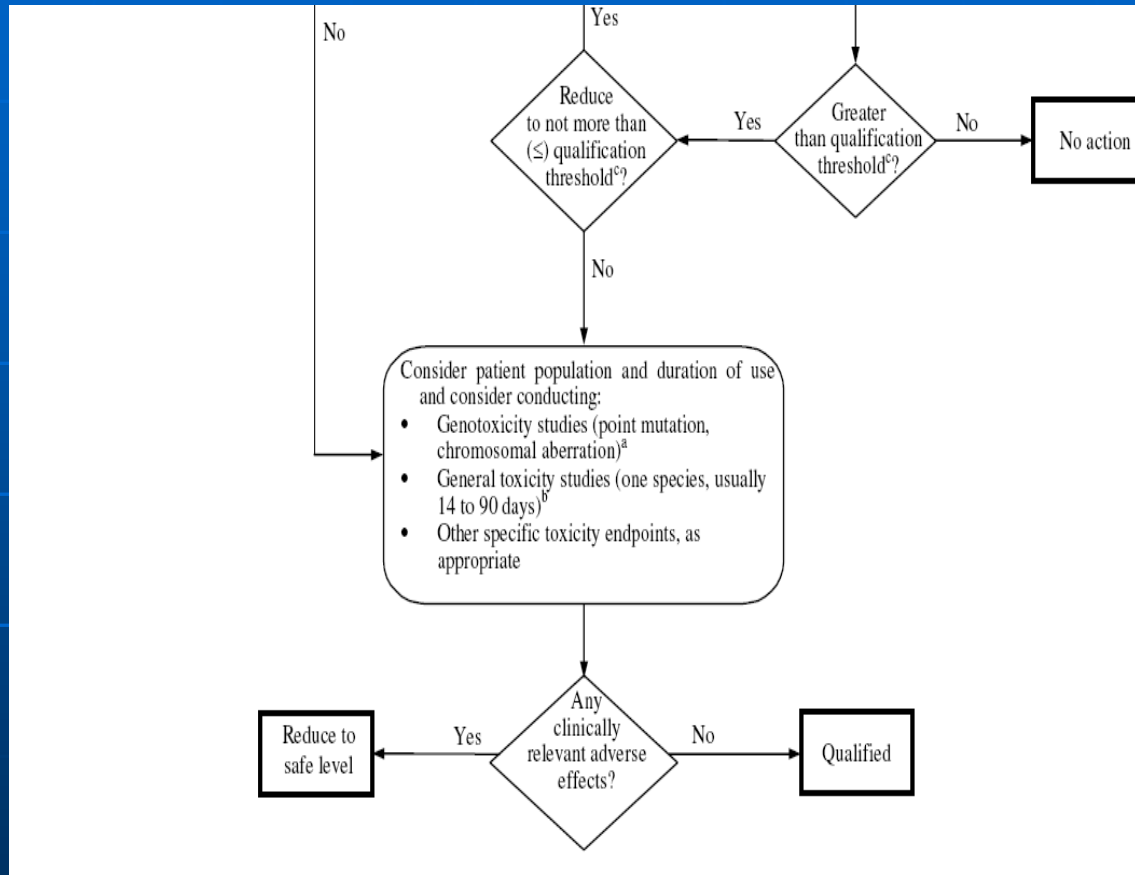 Yes
No
Reduce
to not more than
(≤) qualification
thresholdᶜ?
Yes
Greater
than qualification
thresholdᶜ?
No
No action
No
Consider patient population and duration of use
and consider conducting:
• Genotoxicity studies (point mutation,
chromosomal aberration)ᵃ
• General toxicity studies (one species, usually
14 to 90 days)ᵇ
• Other specific toxicity endpoints, as
appropriate
Reduce to
safe level
Yes
Any
clinically
relevant adverse
effects?
No
Qualified